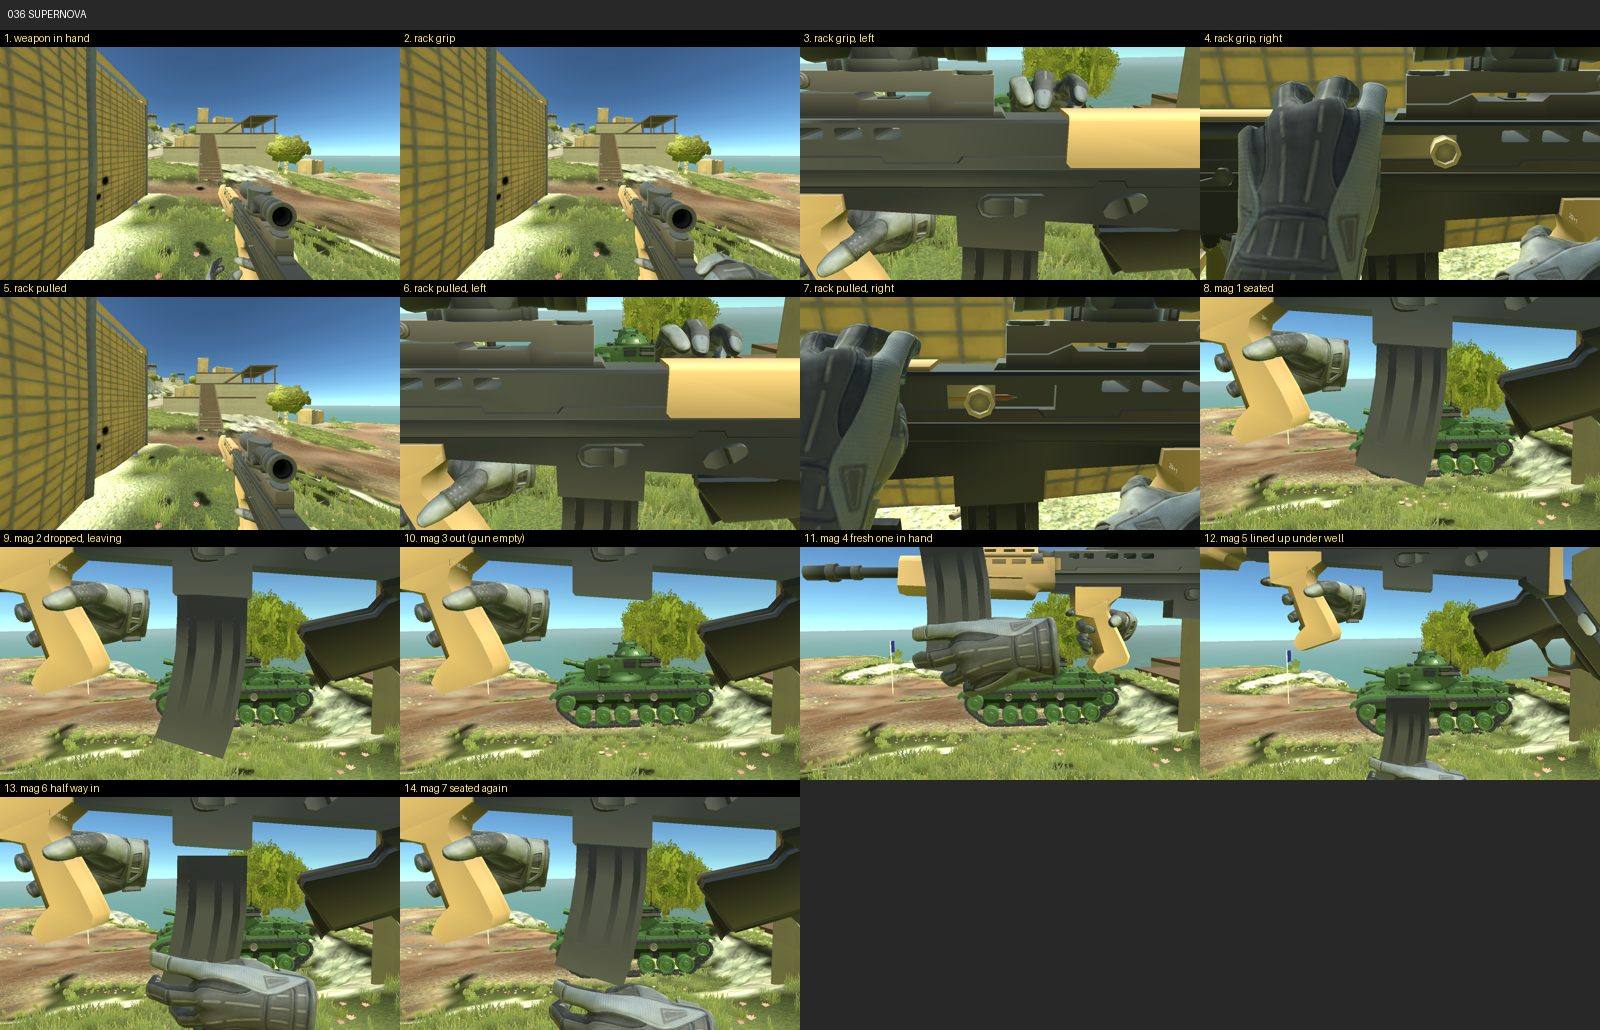 036 SUPERNOVA
1. weapon in hand
2. rack grip
3. rack grip, left
4. rack grip, right
5. rack pulled
6. rack pulled, left
7. rack pulled, right
8. mag 1 seated
9. mag 2 dropped, leaving
10. mag 3 out (gun empty)
11. mag 4 fresh one in hand
12. mag 5 lined up under well
13. mag 6 half way in
14. mag 7 seated again